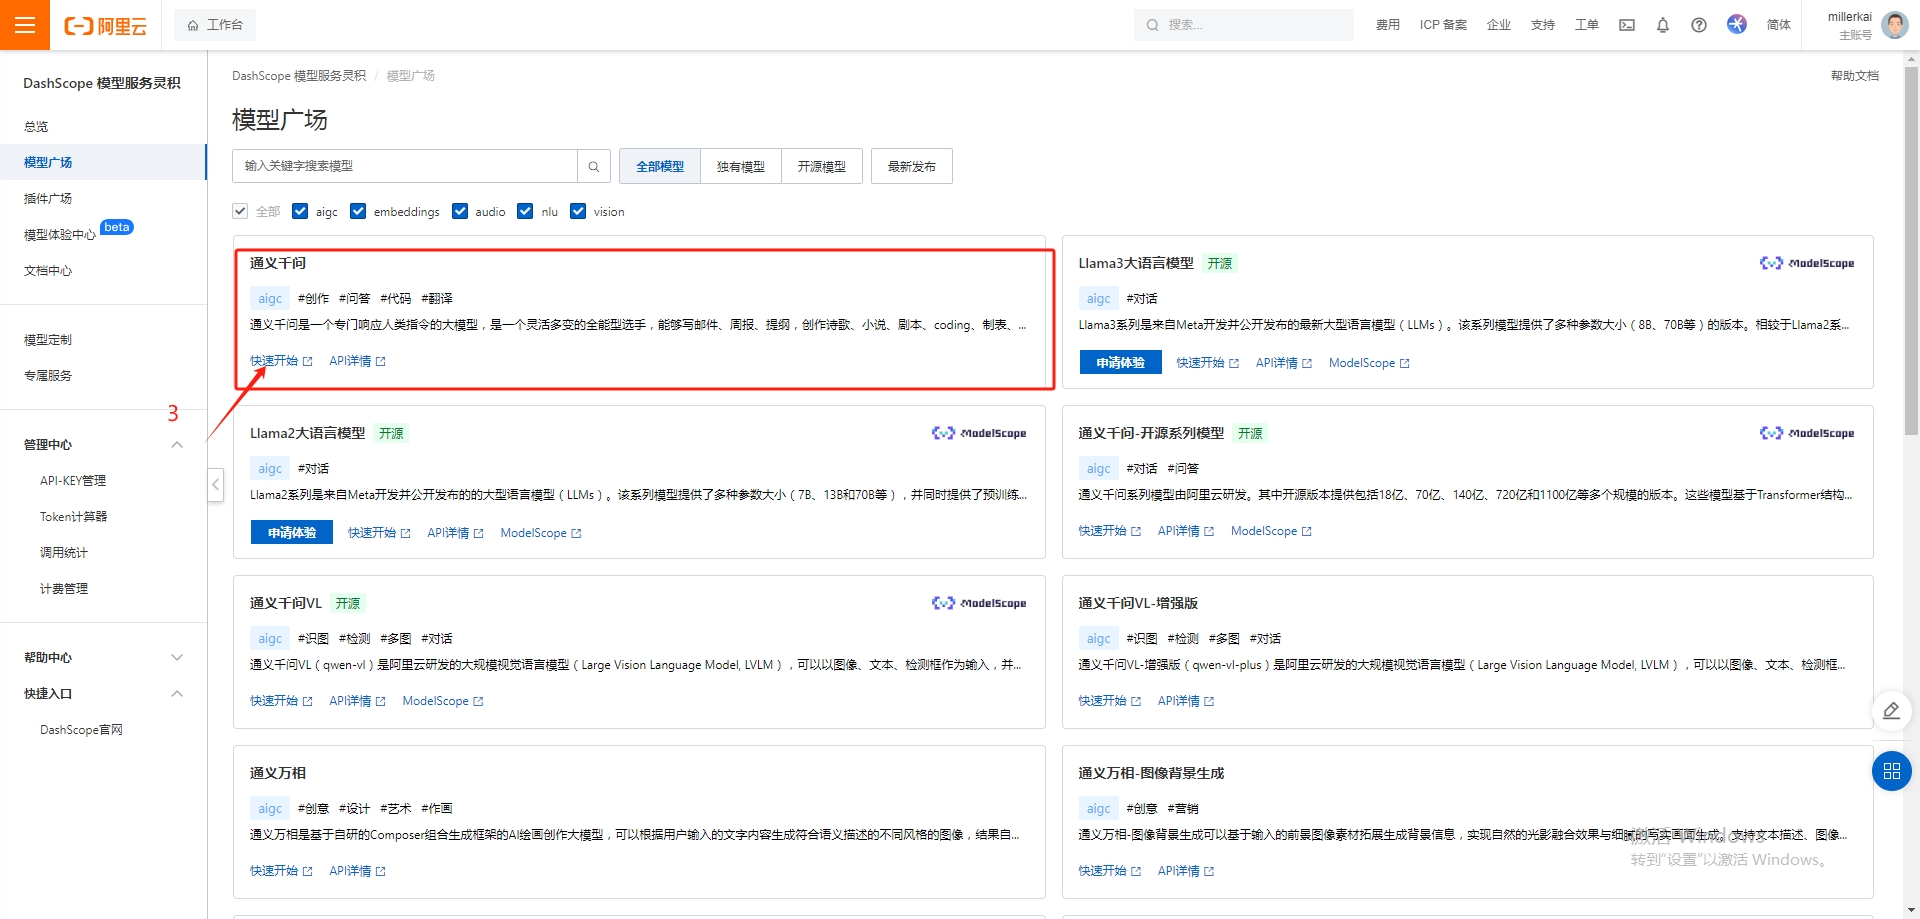 阿里云
工作台
搜索...
费用
ICP 备案
企业
支持
工单
简体
millerkai
主账号
DashScope 模型服务灵积
总览
模型广场
插件广场
模型体验中心 beta
文档中心
模型定制
专属服务
3
管理中心
API-KEY管理
Token计算器
调用统计
计费管理
帮助中心
快捷入口
DashScope官网
DashScope 模型服务灵积 / 模型广场
帮助文档
模型广场
输入关键字搜索模型
全部模型
独有模型
开源模型
最新发布
全部 aigc embeddings audio nlu vision
通义千问
aigc #创作 #问答 #代码 #翻译
通义千问是一个专门响应人类指令的大模型，是一个灵活多变的全能型选手，能够写邮件、周报、提纲，创作诗歌、小说、剧本、coding、制表、...
快速开始 API详情
Llama3大语言模型 开源 ModelScope
aigc #对话
Llama3系列是来自Meta开发并公开发布的最新大型语言模型（LLMs）。该系列模型提供了多种参数大小（8B、70B等）的版本。相较于Llama2系...
申请体验 快速开始 API详情 ModelScope
Llama2大语言模型 开源 ModelScope
aigc #对话
Llama2系列是来自Meta开发并公开发布的的大型语言模型（LLMs）。该系列模型提供了多种参数大小（7B、13B和70B等），并同时提供了预训练...
申请体验 快速开始 API详情 ModelScope
通义千问-开源系列模型 开源 ModelScope
aigc #对话 #问答
通义千问系列模型由阿里云研发。其中开源版本提供包括18亿、70亿、140亿、720亿和1100亿等多个规模的版本。这些模型基于Transformer结构...
快速开始 API详情 ModelScope
通义千问VL 开源 ModelScope
aigc #识图 #检测 #多图 #对话
通义千问VL（qwen-vl）是阿里云研发的大规模视觉语言模型（Large Vision Language Model, LVLM），可以以图像、文本、检测框作为输入，并...
快速开始 API详情 ModelScope
通义千问VL-增强版
aigc #识图 #检测 #多图 #对话
通义千问VL-增强版（qwen-vl-plus）是阿里云研发的大规模视觉语言模型（Large Vision Language Model, LVLM），可以以图像、文本、检测框...
快速开始 API详情
通义万相
aigc #创意 #设计 #艺术 #作画
通义万相是基于自研的Composer组合生成框架的AI绘画创作大模型，可以根据用户输入的文字内容生成符合语义描述的不同风格的图像，结果自...
快速开始 API详情
通义万相-图像背景生成
aigc #创意 #营销
通义万相-图像背景生成可以基于输入的前景图像素材拓展生成背景信息，实现自然的光影融合效果与细腻的写实画面生成。支持文本描述、图像...
快速开始 API详情
激活 Windows
转到"设置"以激活 Windows。